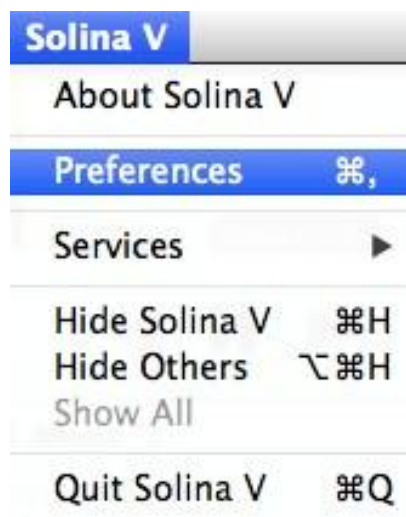 Solina V
About Solina V
Preferences ⌘,
Services ▶
Hide Solina V ⌘H
Hide Others ⌥⌘H
Show All
Quit Solina V ⌘Q